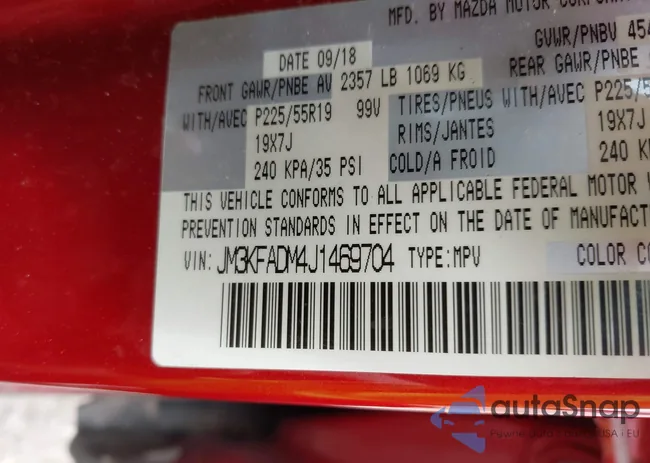 MFD. BY MAZDA MOTOR CORPORAT
DATE 09/18 GVWR/PNBV 454
FRONT GAWR/PNBE AV 2357 LB 1069 KG REAR GAWR/PNBE
WITH/AVEC P225/55R19 99V TIRES/PNEUS WITH/AVEC P225/5
19X7J RIMS/JANTES 19X7J
240 KPA/35 PSI COLD/A FROID 240 K
THIS VEHICLE CONFORMS TO ALL APPLICABLE FEDERAL MOTOR
PREVENTION STANDARDS IN EFFECT ON THE DATE OF MANUFACT
VIN: JM3KFADM4J1469704 TYPE:MPV COLOR CO
autoSnap